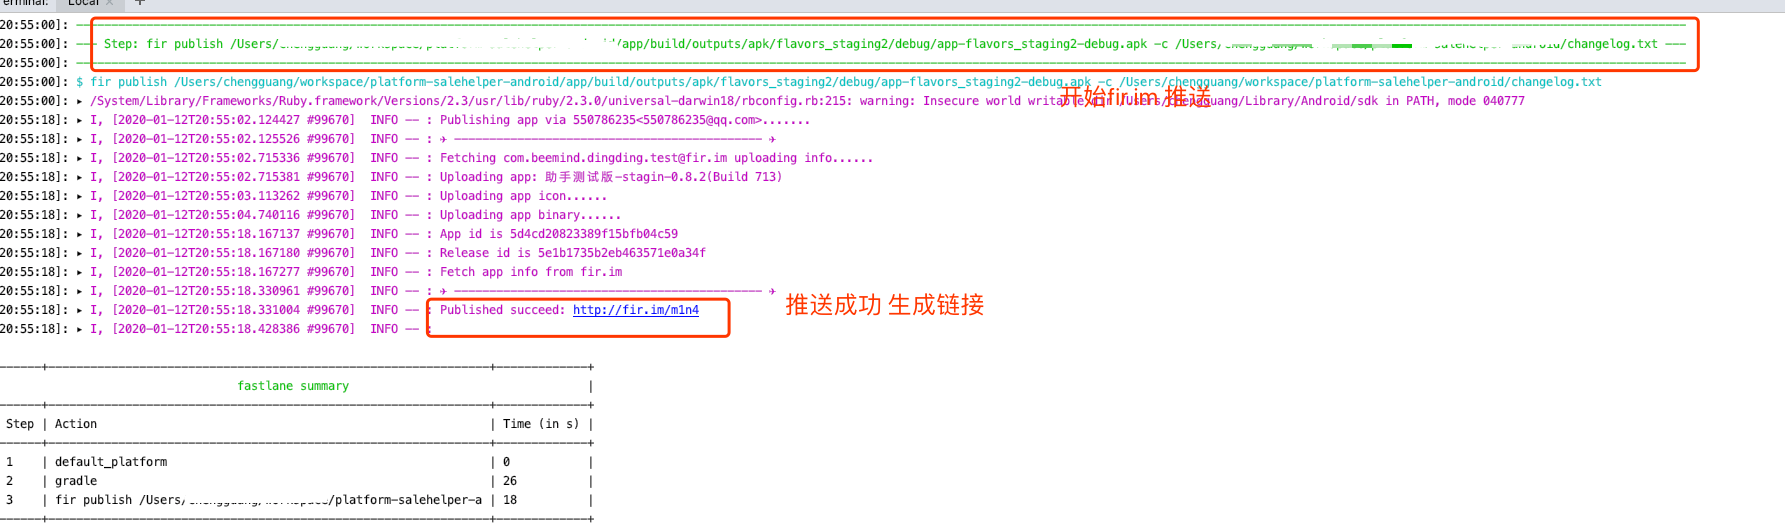 Terminal: Local × +
20:55:00]: ---
20:55:00]: --- Step: fir publish /Users/ /app/build/outputs/apk/flavors_staging2/debug/app-flavors_staging2-debug.apk -c /Users/ salehelper-android/changelog.txt ---
20:55:00]: ---
20:55:00]: $ fir publish /Users/chengguang/workspace/platform-salehelper-android/app/build/outputs/apk/flavors_staging2/debug/app-flavors_staging2-debug.apk -c /Users/chengguang/workspace/platform-salehelper-android/changelog.txt
20:55:00]: ▸ /System/Library/Frameworks/Ruby.framework/Versions/2.3/usr/lib/ruby/2.3.0/universal-darwin18/rbconfig.rb:215: warning: Insecure world writable dir /Users/chengguang/Library/Android/sdk in PATH, mode 040777
开始fir.im 推送
20:55:18]: ▸ I, [2020-01-12T20:55:02.124427 #99670]  INFO -- : Publishing app via 550786235<550786235@qq.com>.......
20:55:18]: ▸ I, [2020-01-12T20:55:02.125526 #99670]  INFO -- : ✈ -------------------------------------------- ✈
20:55:18]: ▸ I, [2020-01-12T20:55:02.715336 #99670]  INFO -- : Fetching com.beemind.dingding.test@fir.im uploading info......
20:55:18]: ▸ I, [2020-01-12T20:55:02.715381 #99670]  INFO -- : Uploading app: 助手测试版-stagin-0.8.2(Build 713)
20:55:18]: ▸ I, [2020-01-12T20:55:03.113262 #99670]  INFO -- : Uploading app icon......
20:55:18]: ▸ I, [2020-01-12T20:55:04.740116 #99670]  INFO -- : Uploading app binary......
20:55:18]: ▸ I, [2020-01-12T20:55:18.167137 #99670]  INFO -- : App id is 5d4cd20823389f15bfb04c59
20:55:18]: ▸ I, [2020-01-12T20:55:18.167180 #99670]  INFO -- : Release id is 5e1b1735b2eb463571e0a34f
20:55:18]: ▸ I, [2020-01-12T20:55:18.167277 #99670]  INFO -- : Fetch app info from fir.im
20:55:18]: ▸ I, [2020-01-12T20:55:18.330961 #99670]  INFO -- : ✈ -------------------------------------------- ✈
20:55:18]: ▸ I, [2020-01-12T20:55:18.331004 #99670]  INFO -- : Published succeed: http://fir.im/m1n4
推送成功 生成链接
20:55:18]: ▸ I, [2020-01-12T20:55:18.428386 #99670]  INFO -- :
fastlane summary |
Step | Action | Time (in s) |
1 | default_platform | 0 |
2 | gradle | 26 |
3 | fir publish /Users/ /platform-salehelper-a | 18 |